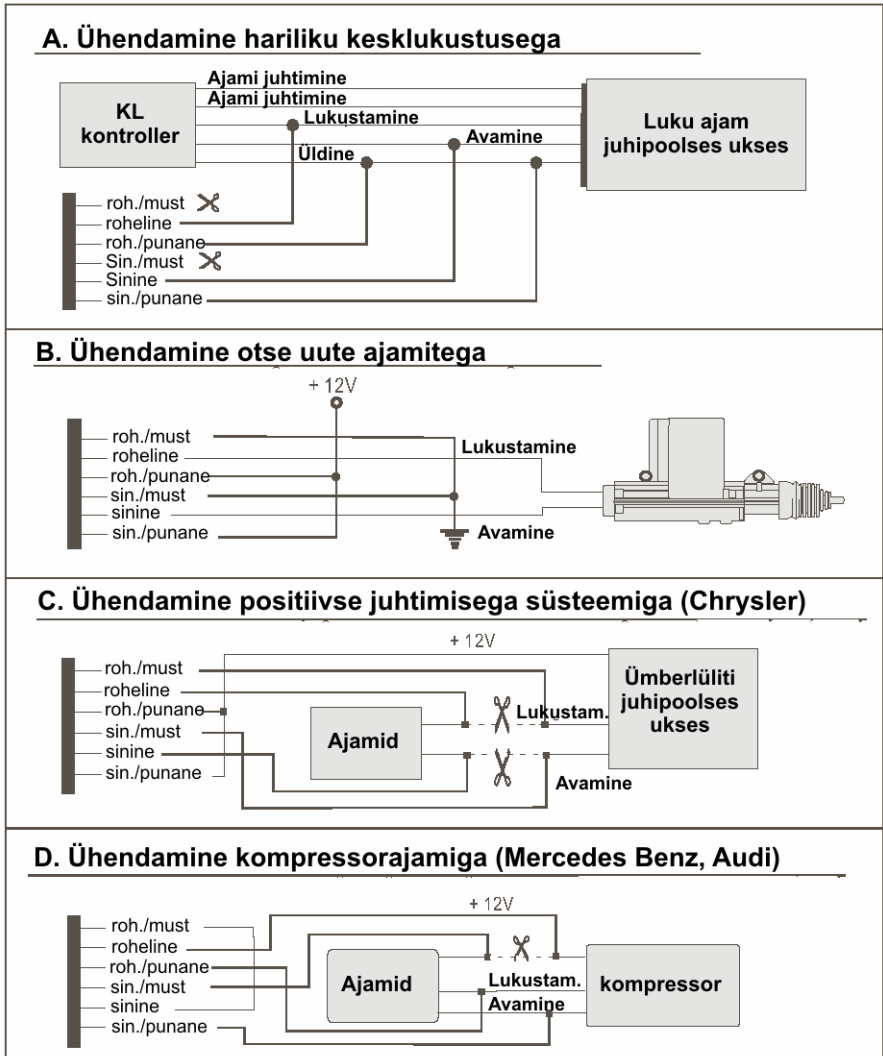 A. Ühendamine hariliku kesklukustusega
Ajami juhtimine
Ajami juhtimine
Lukustamine
Avamine
Üldine
KL
kontroller
Luku ajam
juhipoolses ukses
roh./must
roheline
roh./punane
Sin./must
Sinine
sin./punane
B. Ühendamine otse uute ajamitega
+ 12V
roh./must
roheline
roh./punane
sin./must
sinine
sin./punane
Lukustamine
Avamine
C. Ühendamine positiivse juhtimisega süsteemiga (Chrysler)
+ 12V
roh./must
roheline
roh./punane
sin./must
sinine
sin./punane
Ajamid
Lukustam.
Avamine
Ümberlüliti
juhipoolses
ukses
D. Ühendamine kompressorajamiga (Mercedes Benz, Audi)
+ 12V
roh./must
roheline
roh./punane
sin./must
sinine
sin./punane
Ajamid
Lukustam.
Avamine
kompressor